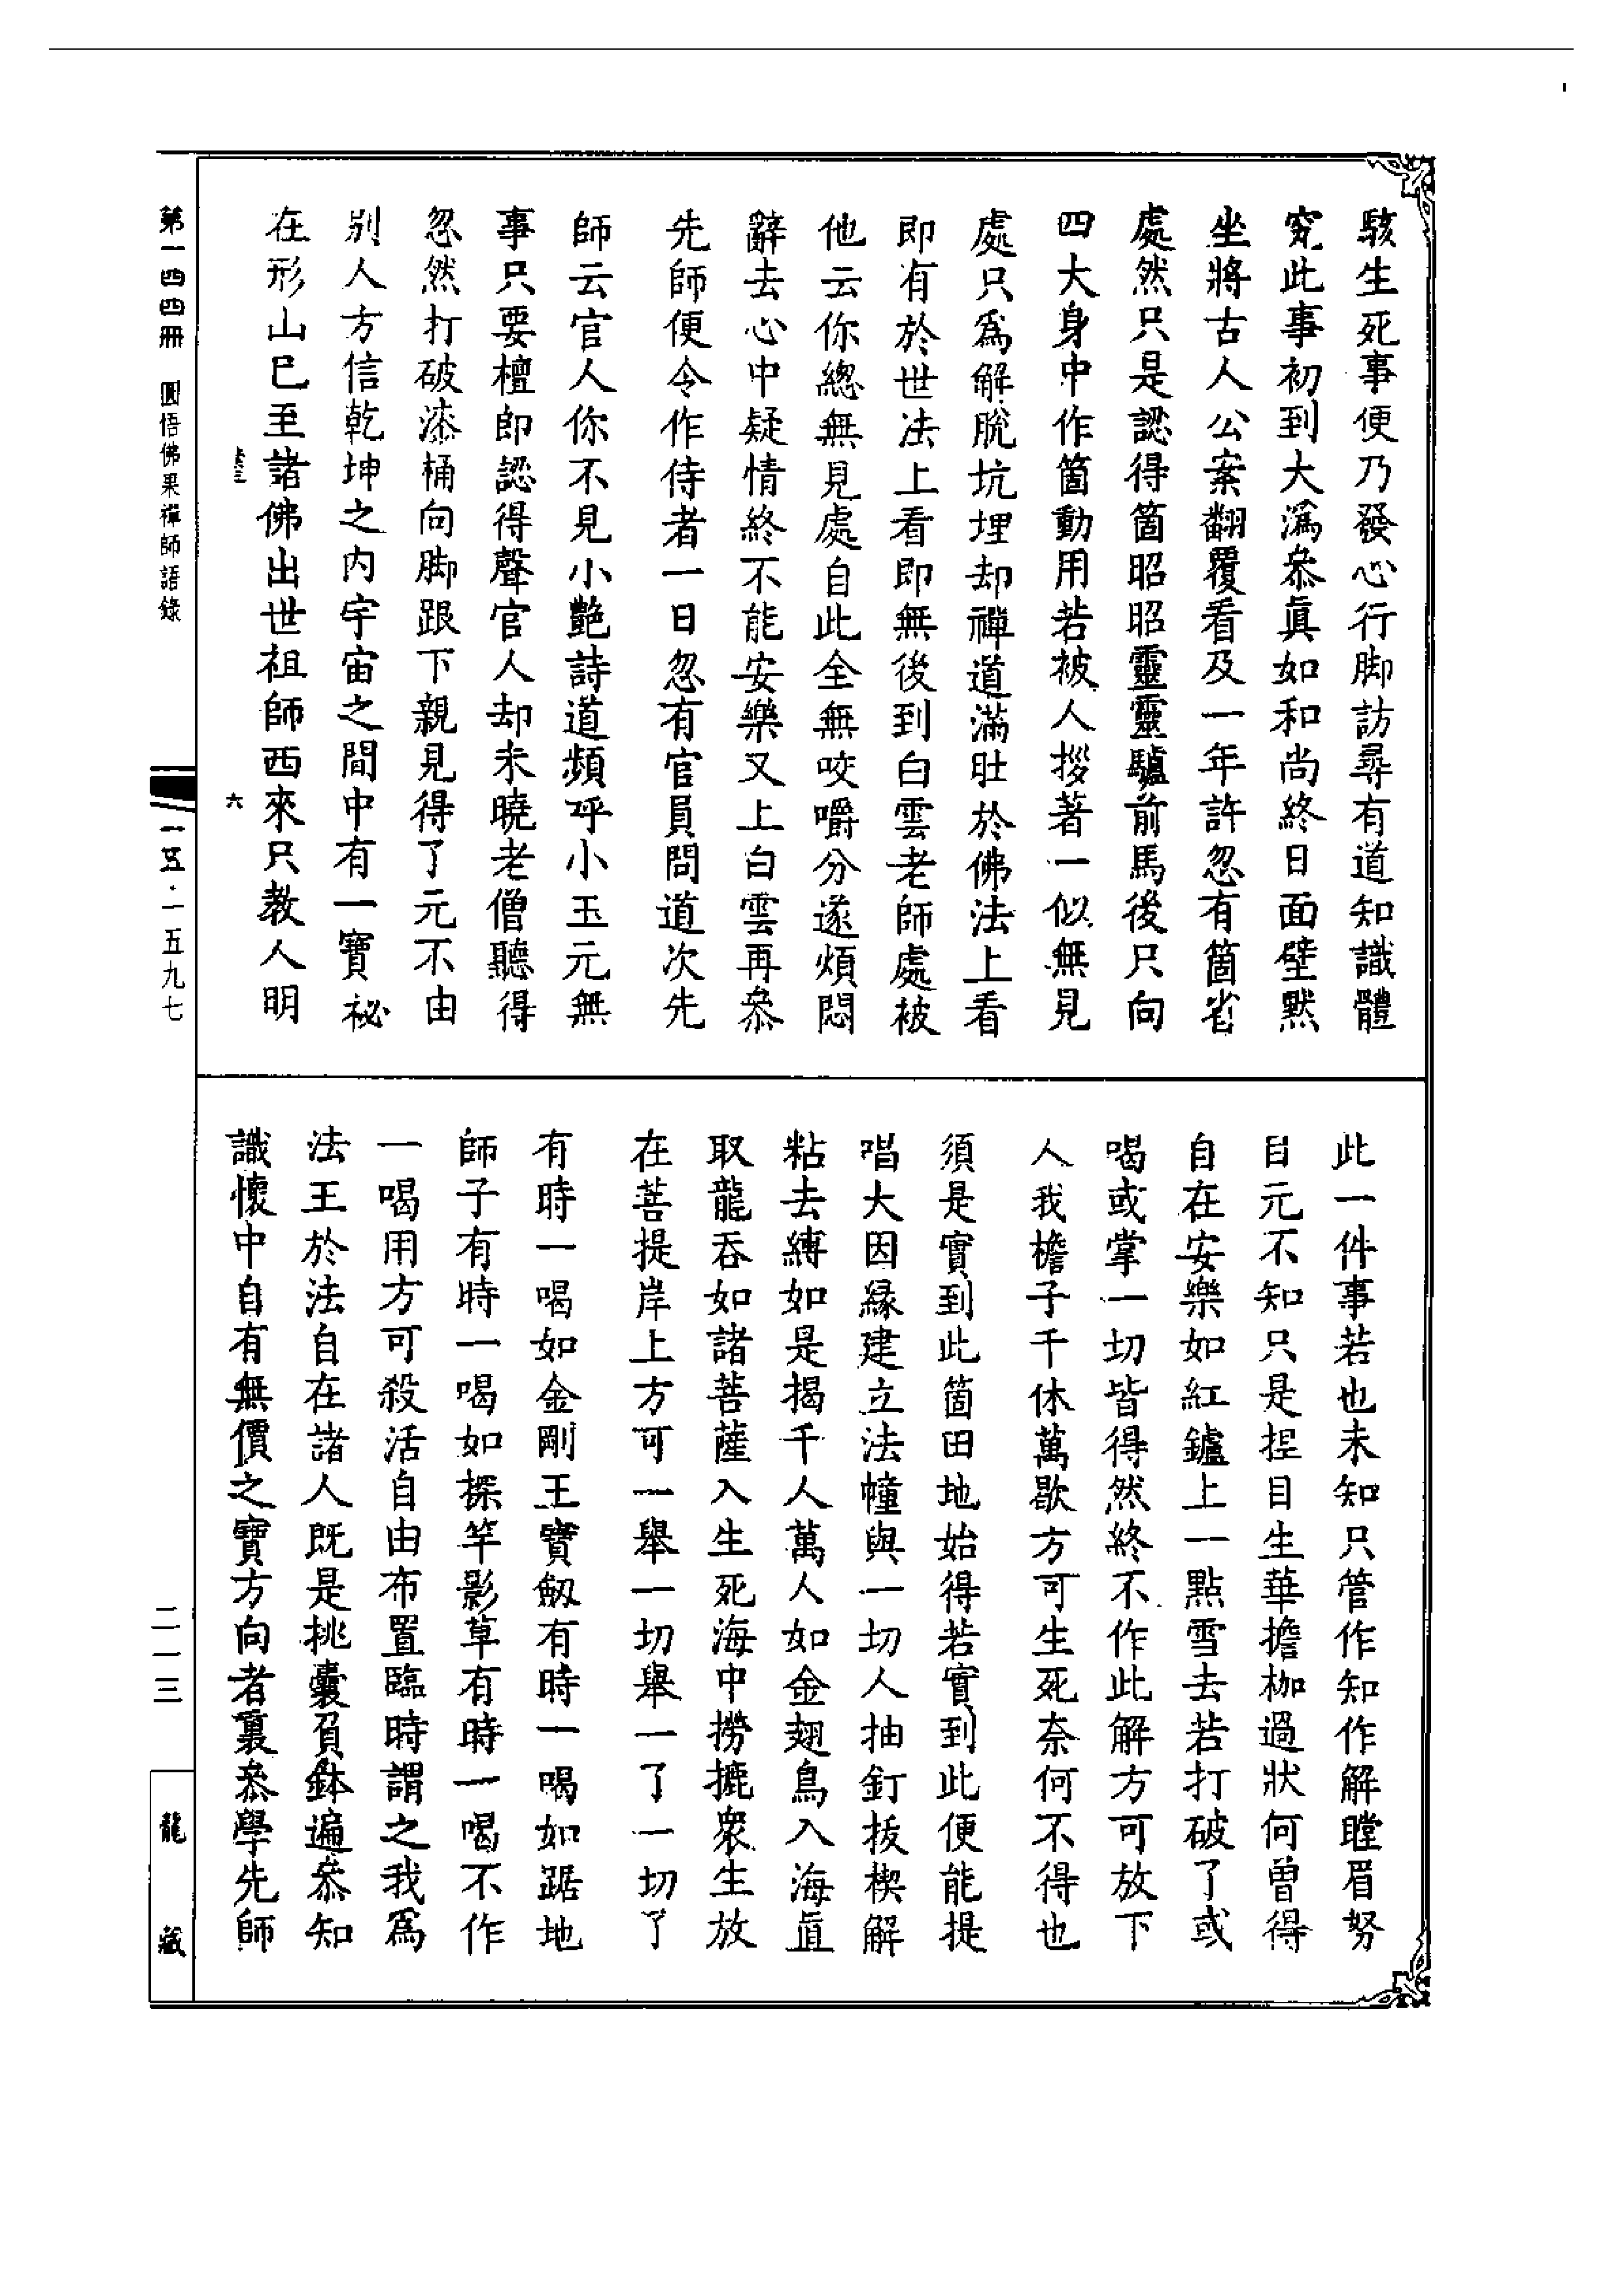 駭生死事便乃發心行脚訪尋有道知識體
究此事初到大溈叅眞如和尚終日面壁默
坐將古人公案翻覆看及一年許忽有箇省
處然只是認得箇昭昭靈靈驢前馬後只向
四大身中作箇動用若被人拶著一似無見
處只爲解脫坑埋却禪道滿肚於佛法上看
即有於世法上看即無後到白雲老師處被
他云你總無見處自此全無咬嚼分遂煩悶
辭去心中疑情終不能安樂又上白雲再叅
先師便令作侍者一日忽有官員問道次先
師云官人你不見小艶詩道頻呼小玉元無
事只要檀郎認得聲官人却未曉老僧聽得
忽然打破漆桶向脚跟下親見得了元不由
別人方信乾坤之內宇宙之間中有一寶祕
在形山已至諸佛出世祖師西來只教人明
六
第一四四冊 圓悟佛果禪師語錄
一五·一五九七
此一件事若也未知只管作知作解瞠眉努
目元不知只是捏目生華擔枷過狀何曽得
自在安樂如紅鑪上一點雪去若打破了或
喝或掌一切皆得然終不作此解方可放下
人我檐子千休萬歇方可生死奈何不得也
須是實到此箇田地始得若實到此便能提
唱大因緣建立法幢與一切人抽釘拔楔解
粘去縛如是揭千人萬人如金翅鳥入海直
取龍吞如諸菩薩入生死海中撈摝衆生放
在菩提岸上方可一舉一切舉一了一切了
有時一喝如金剛王寶劔有時一喝如踞地
師子有時一喝如探竿影草有時一喝不作
一喝用方可殺活自由布置臨時謂之我爲
法王於法自在諸人既是挑囊負鉢遍叅知
識懷中自有無價之寶方向者裏叅學先師
二一三
龍藏